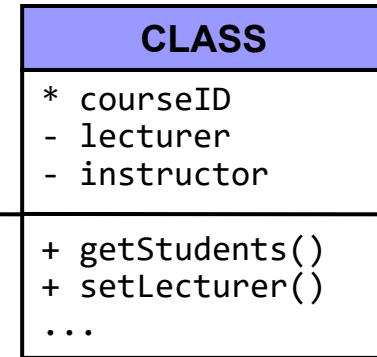 CLASS
* courseID
- lecturer
- instructor
+ getStudents()
+ setLecturer()
...